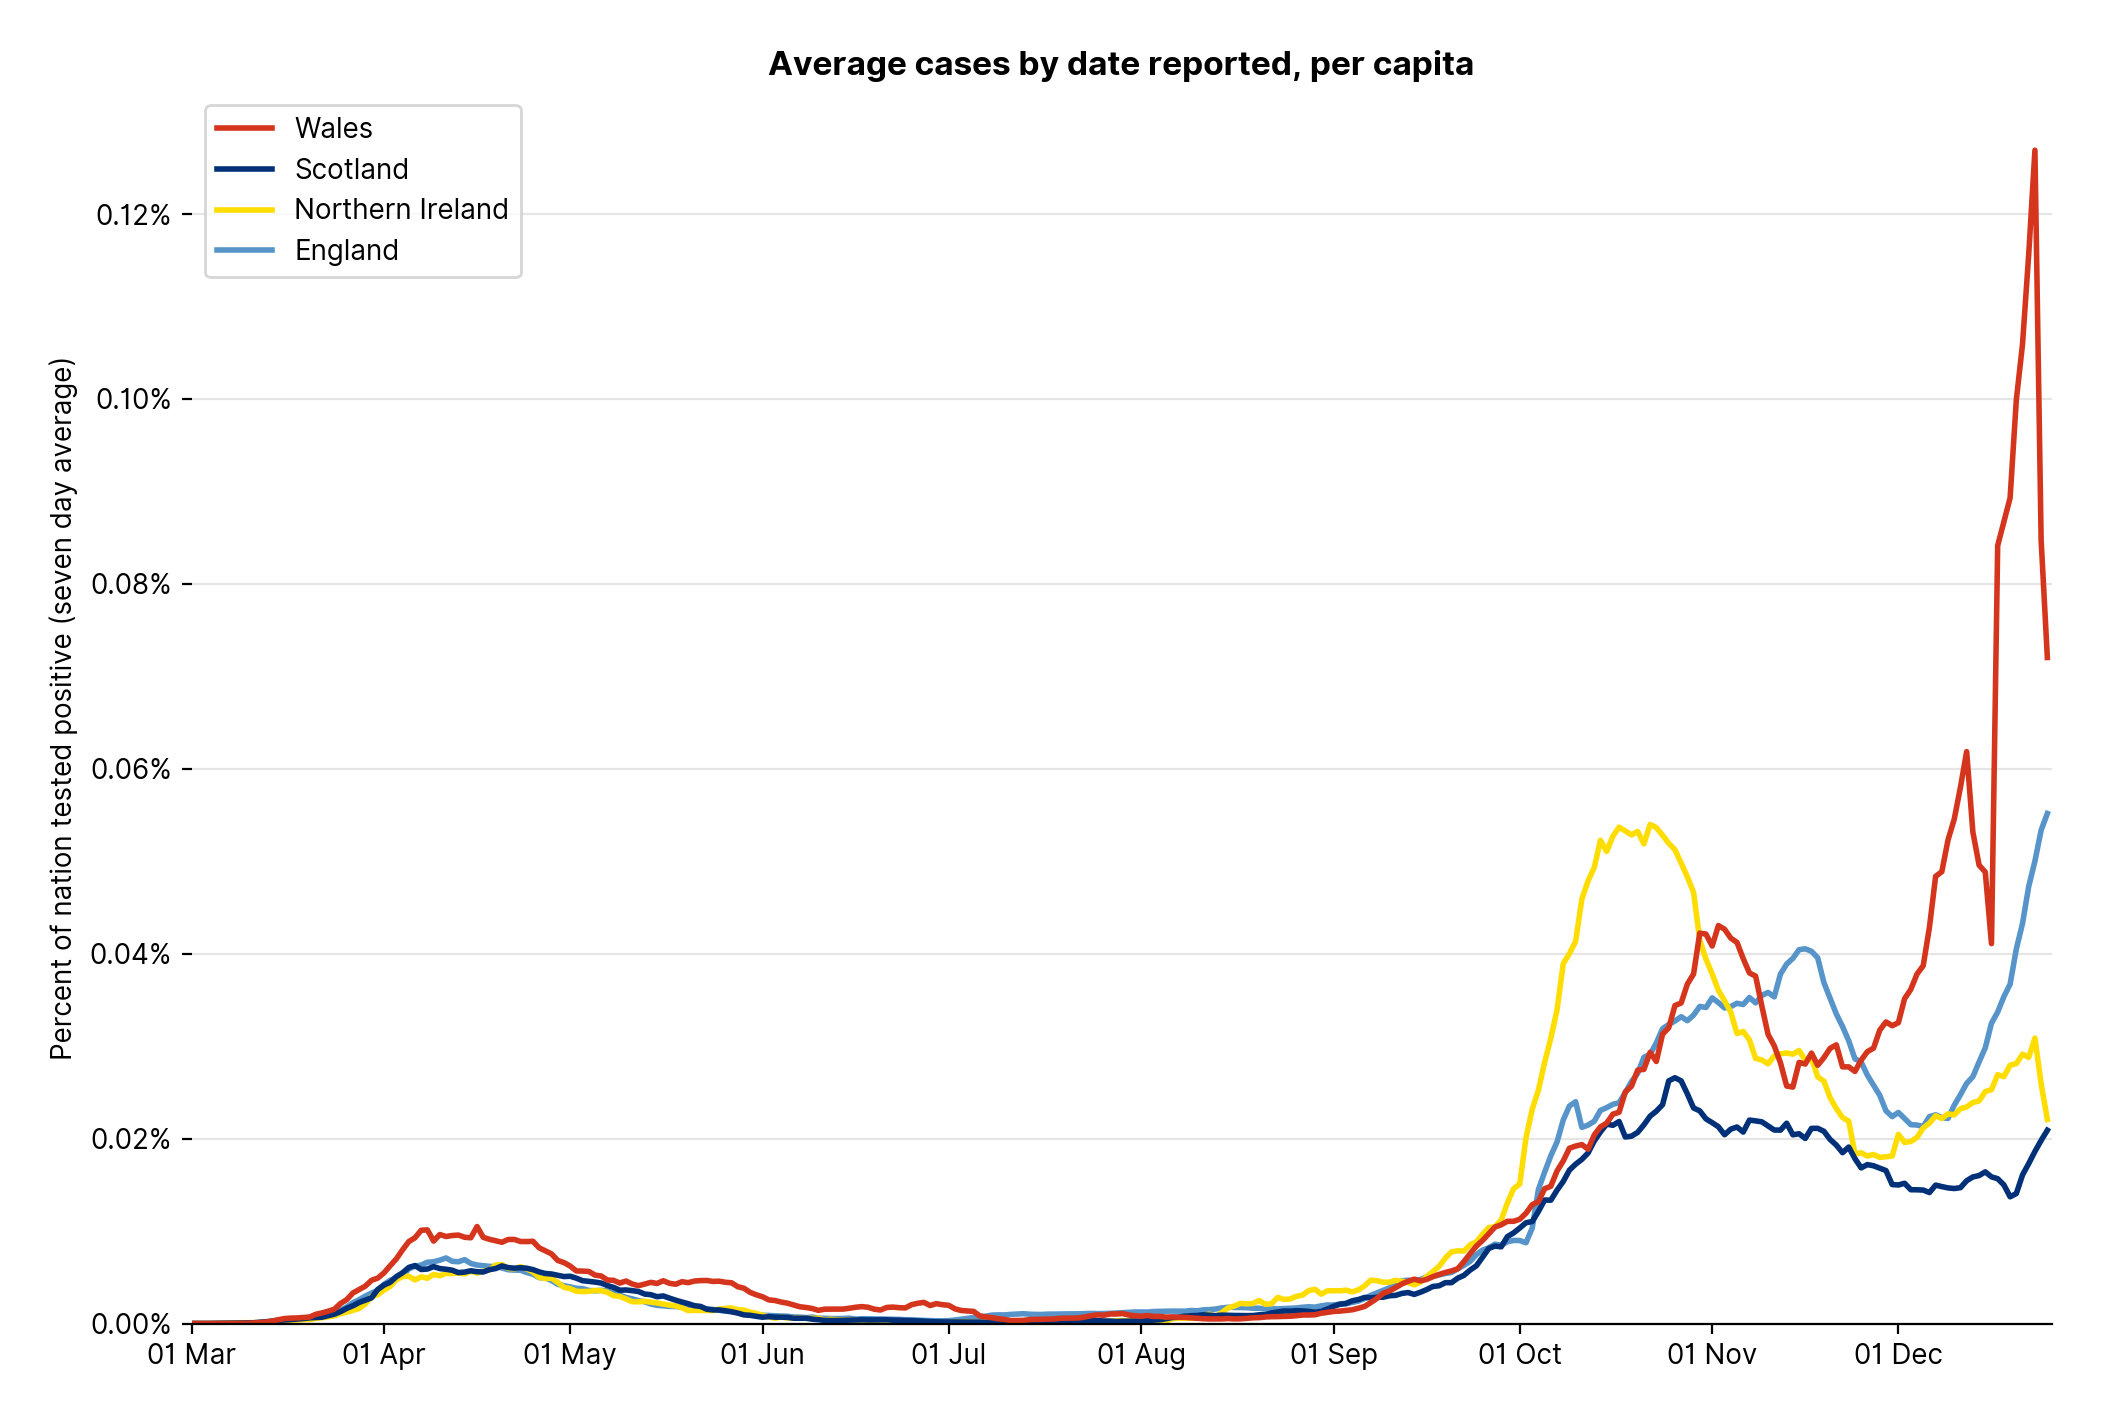 Average cases by date reported, per capita
Wales
Scotland
Northern Ireland
England
Percent of nation tested positive (seven day average)
0.12%
0.10%
0.08%
0.06%
0.04%
0.02%
0.00%
01 Mar 01 Apr 01 May 01 Jun 01 Jul 01 Aug 01 Sep 01 Oct 01 Nov 01 Dec